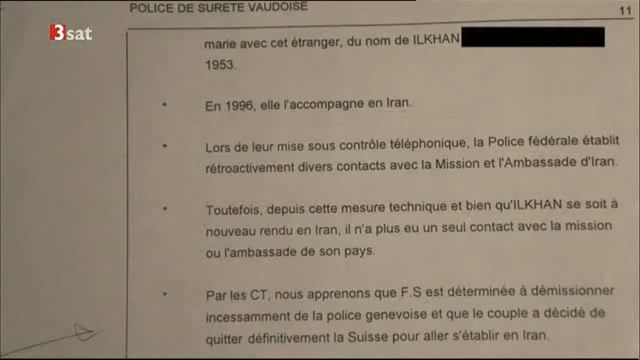 POLICE DE SURETE VAUDOISE
11
3sat
marie avec cet étranger, du nom de ILKHAN
1953.
• En 1996, elle l'accompagne en Iran.
• Lors de leur mise sous contrôle téléphonique, la Police fédérale établit
rétroactivement divers contacts avec la Mission et l'Ambassade d'Iran.
• Toutefois, depuis cette mesure technique et bien qu'ILKHAN se soit à
nouveau rendu en Iran, il n'a plus eu un seul contact avec la mission
ou l'ambassade de son pays.
• Par les CT, nous apprenons que F.S est déterminée à démissionner
incessamment de la police genevoise et que le couple a décidé de
quitter définitivement la Suisse pour aller s'établir en Iran.